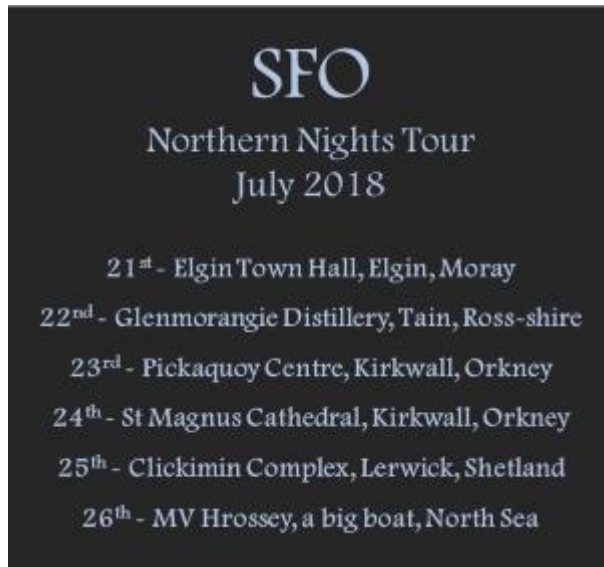 SFO
Northern Nights Tour
July 2018
21st - Elgin Town Hall, Elgin, Moray
22nd - Glenmorangie Distillery, Tain, Ross-shire
23rd - Pickaquoy Centre, Kirkwall, Orkney
24th - St Magnus Cathedral, Kirkwall, Orkney
25th - Clickimin Complex, Lerwick, Shetland
26th - MV Hrossey, a big boat, North Sea